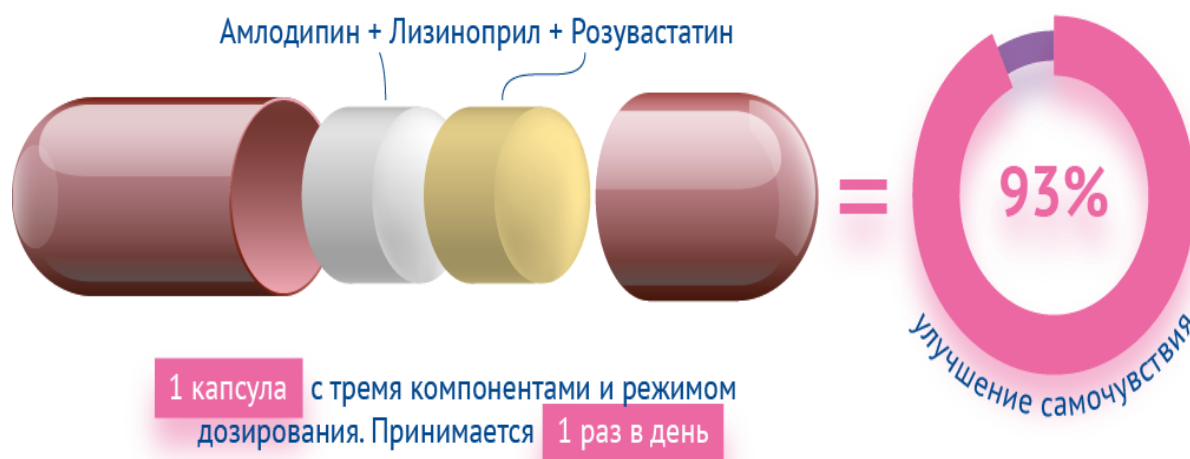 Амлодипин + Лизиноприл + Розувастатин
93%
улучшение самочувствия
1 капсула с тремя компонентами и режимом
дозирования. Принимается 1 раз в день